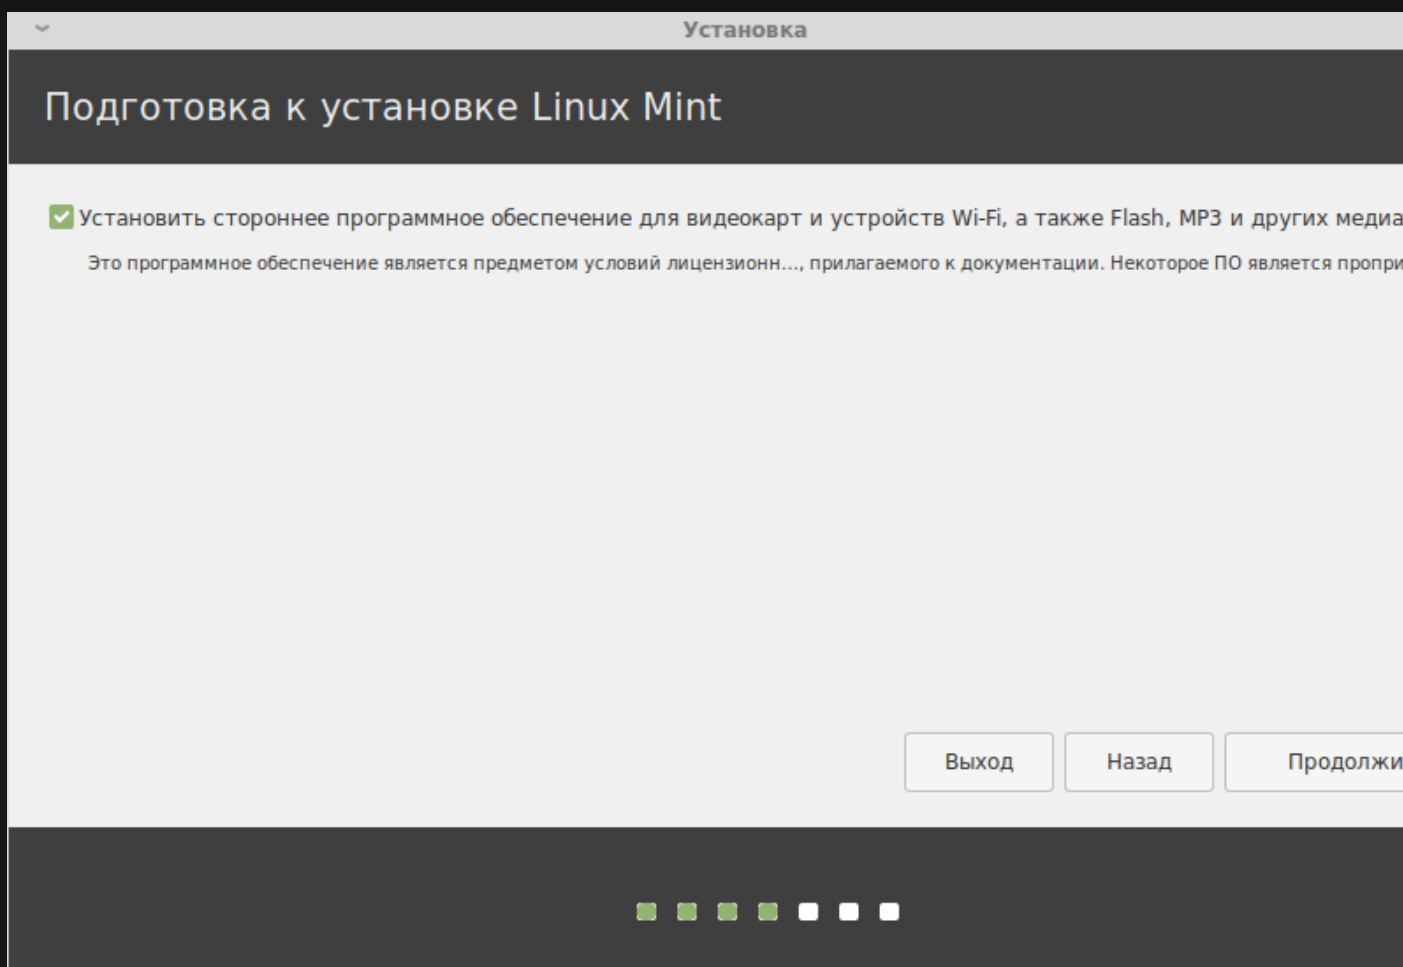 Установка
Подготовка к установке Linux Mint
Установить стороннее программное обеспечение для видеокарт и устройств Wi-Fi, а также Flash, MP3 и других медиа
Это программное обеспечение является предметом условий лицензионн..., прилагаемого к документации. Некоторое ПО является пропри
Выход
Назад
Продолжи